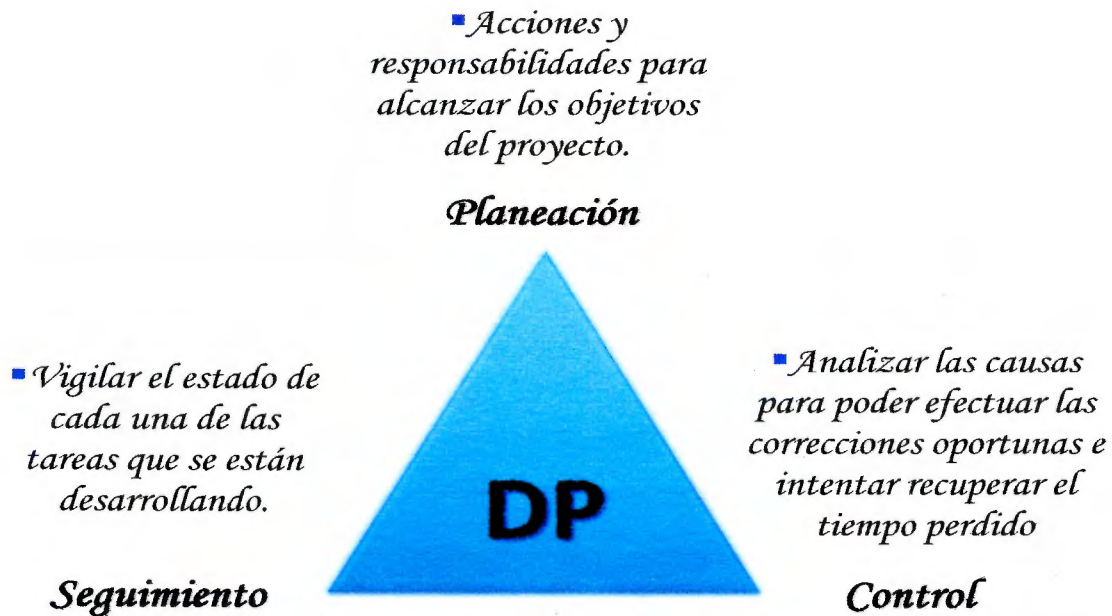 ▪ Acciones y
responsabilidades para
alcanzar los objetivos
del proyecto.
Planeación
▪ Vigilar el estado de
cada una de las
tareas que se están
desarrollando.
Seguimiento
DP
▪ Analizar las causas
para poder efectuar las
correcciones oportunas e
intentar recuperar el
tiempo perdido
Control